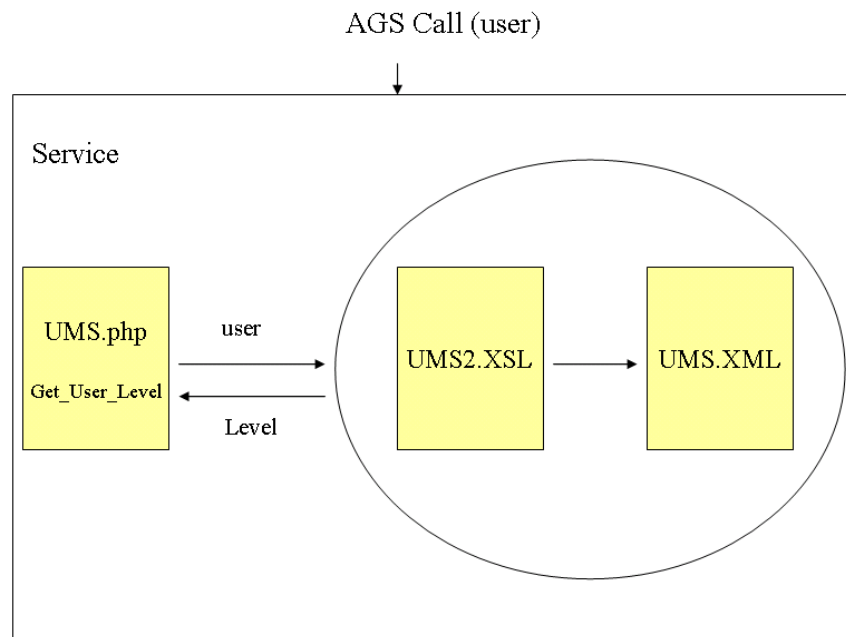 AGS Call (user)
Service
UMS.php
Get_User_Level
user
Level
UMS2.XSL
UMS.XML